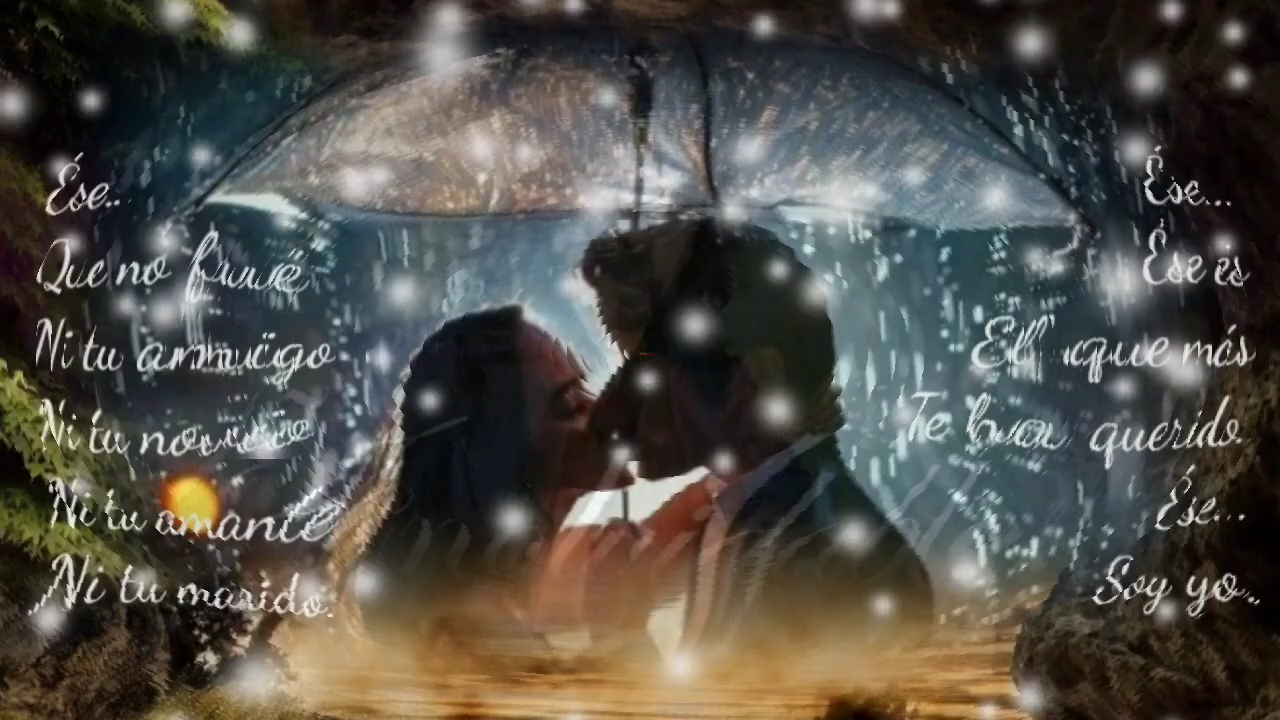 Ése..
Que no fui
Ni tu amigo
Ni tu novio
Ni tu amante
Ni tu marido.
Ése...
Ése es
El que más
Te ha querido.
Ése...
Soy yo..